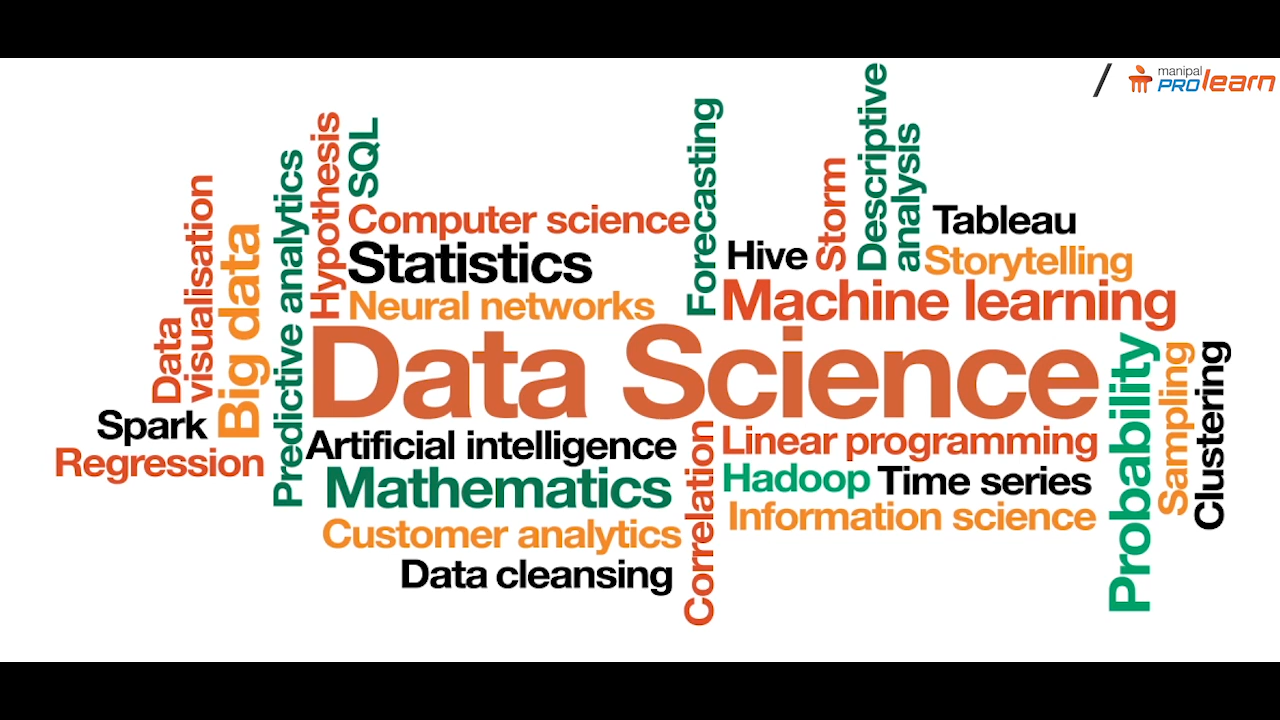 / manipal
PROlearn
Data
visualisation
Big data
Spark
Regression
Predictive analytics
Hypothesis
SQL
Computer science
Statistics
Neural networks
Forecasting
Hive
Storm
Descriptive
analysis
Tableau
Storytelling
Machine learning
Data Science
Artificial intelligence
Mathematics
Customer analytics
Data cleansing
Correlation
Linear programming
Hadoop
Time series
Information science
Probability
Sampling
Clustering